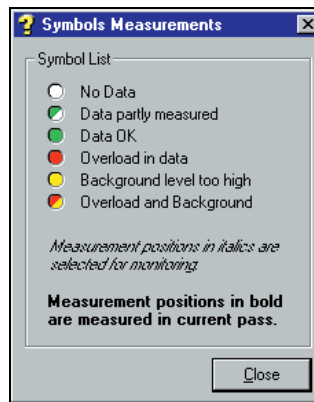 Symbols Measurements
Symbol List
No Data
Data partly measured
Data OK
Overload in data
Background level too high
Overload and Background
Measurement positions in italics are
selected for monitoring.
Measurement positions in bold
are measured in current pass.
Close